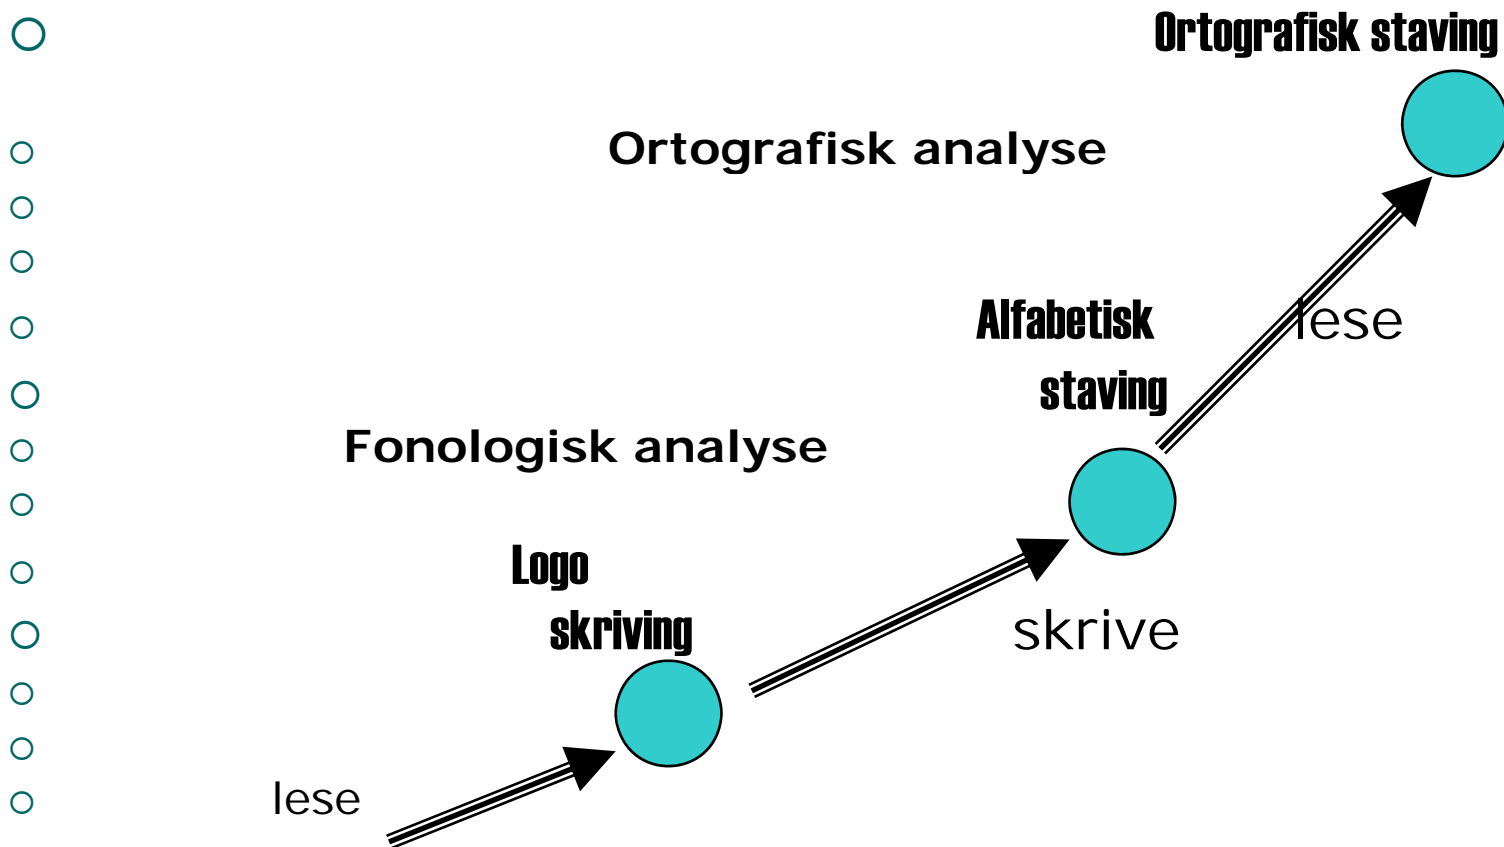 Ortografisk staving
Ortografisk analyse
Alfabetisk
lese
staving
Fonologisk analyse
Logo
skriving
skrive
lese